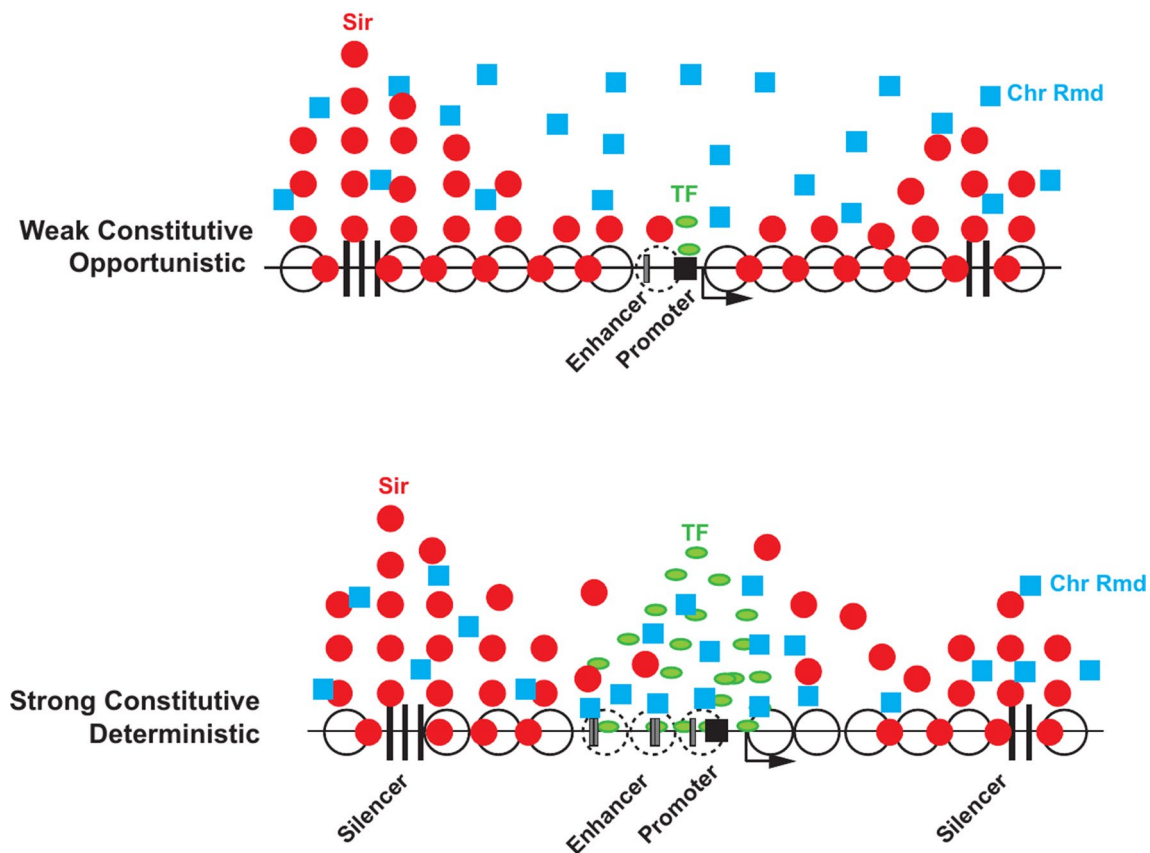 Sir
Chr Rmd
TF
Weak Constitutive
Opportunistic
Enhancer
Promoter
Sir
TF
Chr Rmd
Strong Constitutive
Deterministic
Silencer
Enhancer
Promoter
Silencer